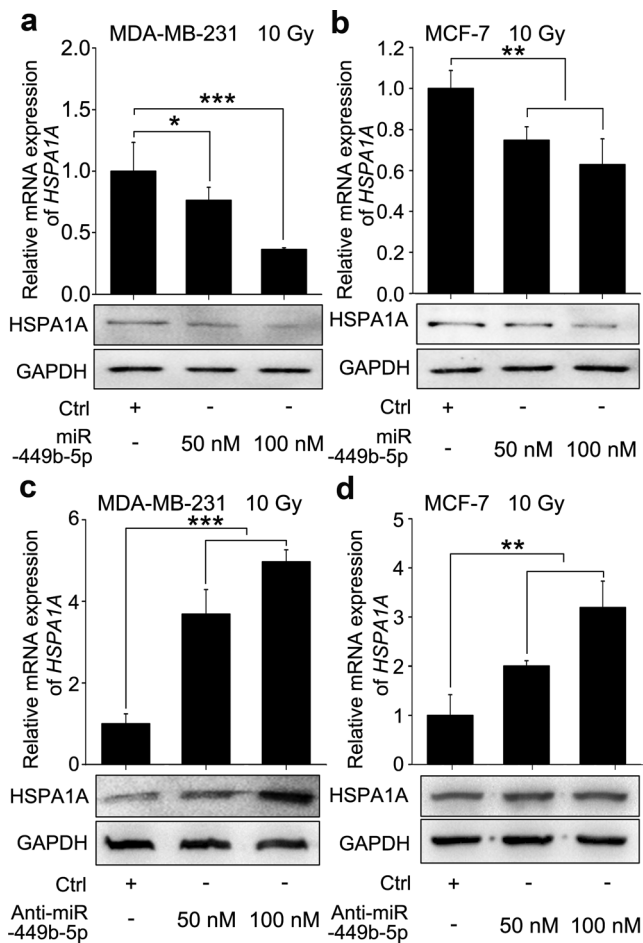 a
MDA-MB-231 10 Gy
Relative mRNA expression
of HSPA1A
2.0
1.5
1.0
0.5
0.0
***
*
HSPA1A
GAPDH
Ctrl + - -
miR
-449b-5p - 50 nM 100 nM
b
MCF-7 10 Gy
Relative mRNA expression
of HSPA1A
1.2
1.0
0.8
0.6
0.4
0.2
0.0
**
HSPA1A
GAPDH
Ctrl + - -
miR
-449b-5p - 50 nM 100 nM
c
MDA-MB-231 10 Gy
Relative mRNA expression
of HSPA1A
6
4
2
0
***
HSPA1A
GAPDH
Ctrl + - -
Anti-miR
-449b-5p - 50 nM 100 nM
d
MCF-7 10 Gy
Relative mRNA expression
of HSPA1A
5
4
3
2
1
0
**
HSPA1A
GAPDH
Ctrl + - -
Anti-miR
-449b-5p - 50 nM 100 nM